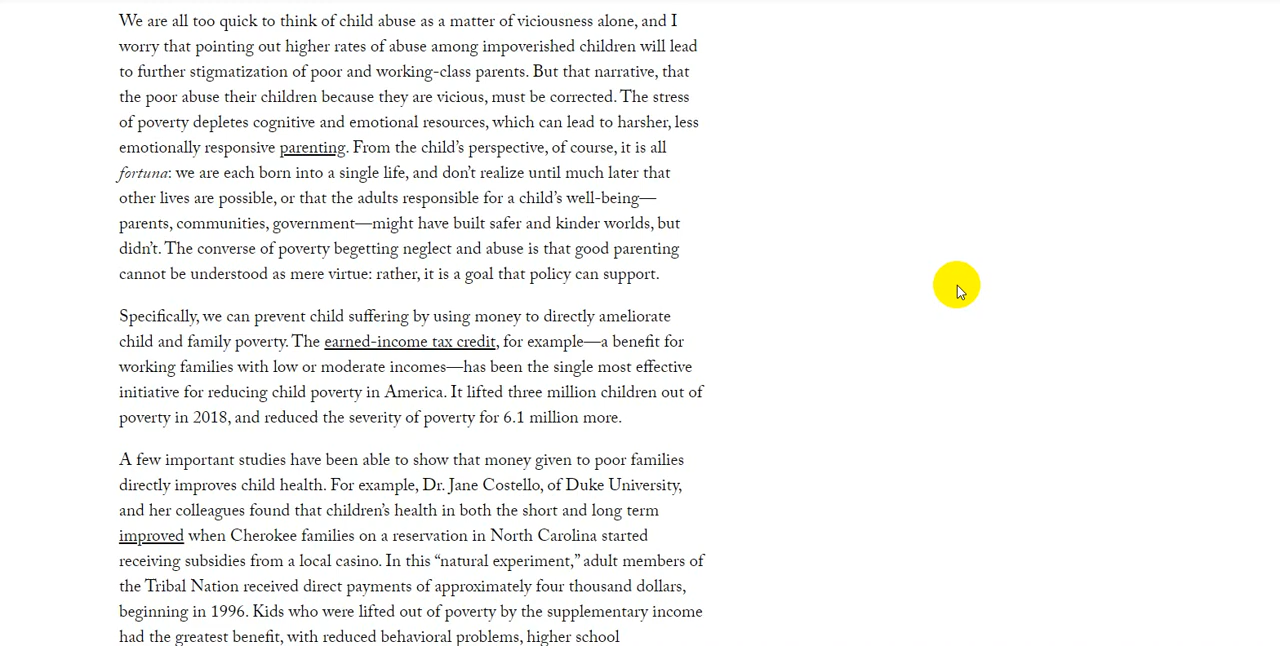 We are all too quick to think of child abuse as a matter of viciousness alone, and I
worry that pointing out higher rates of abuse among impoverished children will lead
to further stigmatization of poor and working-class parents. But that narrative, that
the poor abuse their children because they are vicious, must be corrected. The stress
of poverty depletes cognitive and emotional resources, which can lead to harsher, less
emotionally responsive parenting. From the child’s perspective, of course, it is all
fortuna: we are each born into a single life, and don’t realize until much later that
other lives are possible, or that the adults responsible for a child’s well-being—
parents, communities, government—might have built safer and kinder worlds, but
didn’t. The converse of poverty begetting neglect and abuse is that good parenting
cannot be understood as mere virtue: rather, it is a goal that policy can support.
Specifically, we can prevent child suffering by using money to directly ameliorate
child and family poverty. The earned-income tax credit, for example—a benefit for
working families with low or moderate incomes—has been the single most effective
initiative for reducing child poverty in America. It lifted three million children out of
poverty in 2018, and reduced the severity of poverty for 6.1 million more.
A few important studies have been able to show that money given to poor families
directly improves child health. For example, Dr. Jane Costello, of Duke University,
and her colleagues found that children’s health in both the short and long term
improved when Cherokee families on a reservation in North Carolina started
receiving subsidies from a local casino. In this “natural experiment,” adult members of
the Tribal Nation received direct payments of approximately four thousand dollars,
beginning in 1996. Kids who were lifted out of poverty by the supplementary income
had the greatest benefit, with reduced behavioral problems, higher school